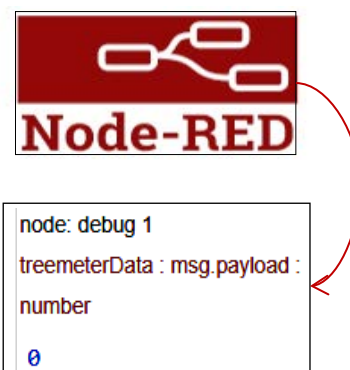 Node-RED
node: debug 1
treemeterData : msg.payload :
number
0